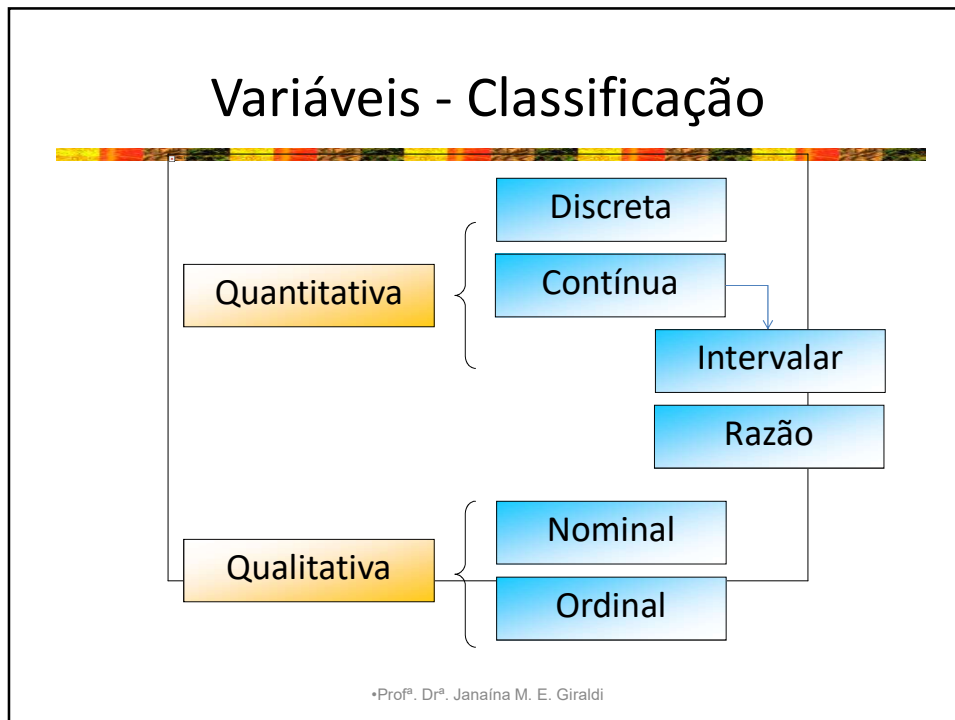 Variáveis - Classificação
Discreta
Contínua
Quantitativa
Intervalar
Razão
Nominal
Qualitativa
Ordinal
•Profª. Drª. Janaína M. E. Giraldi